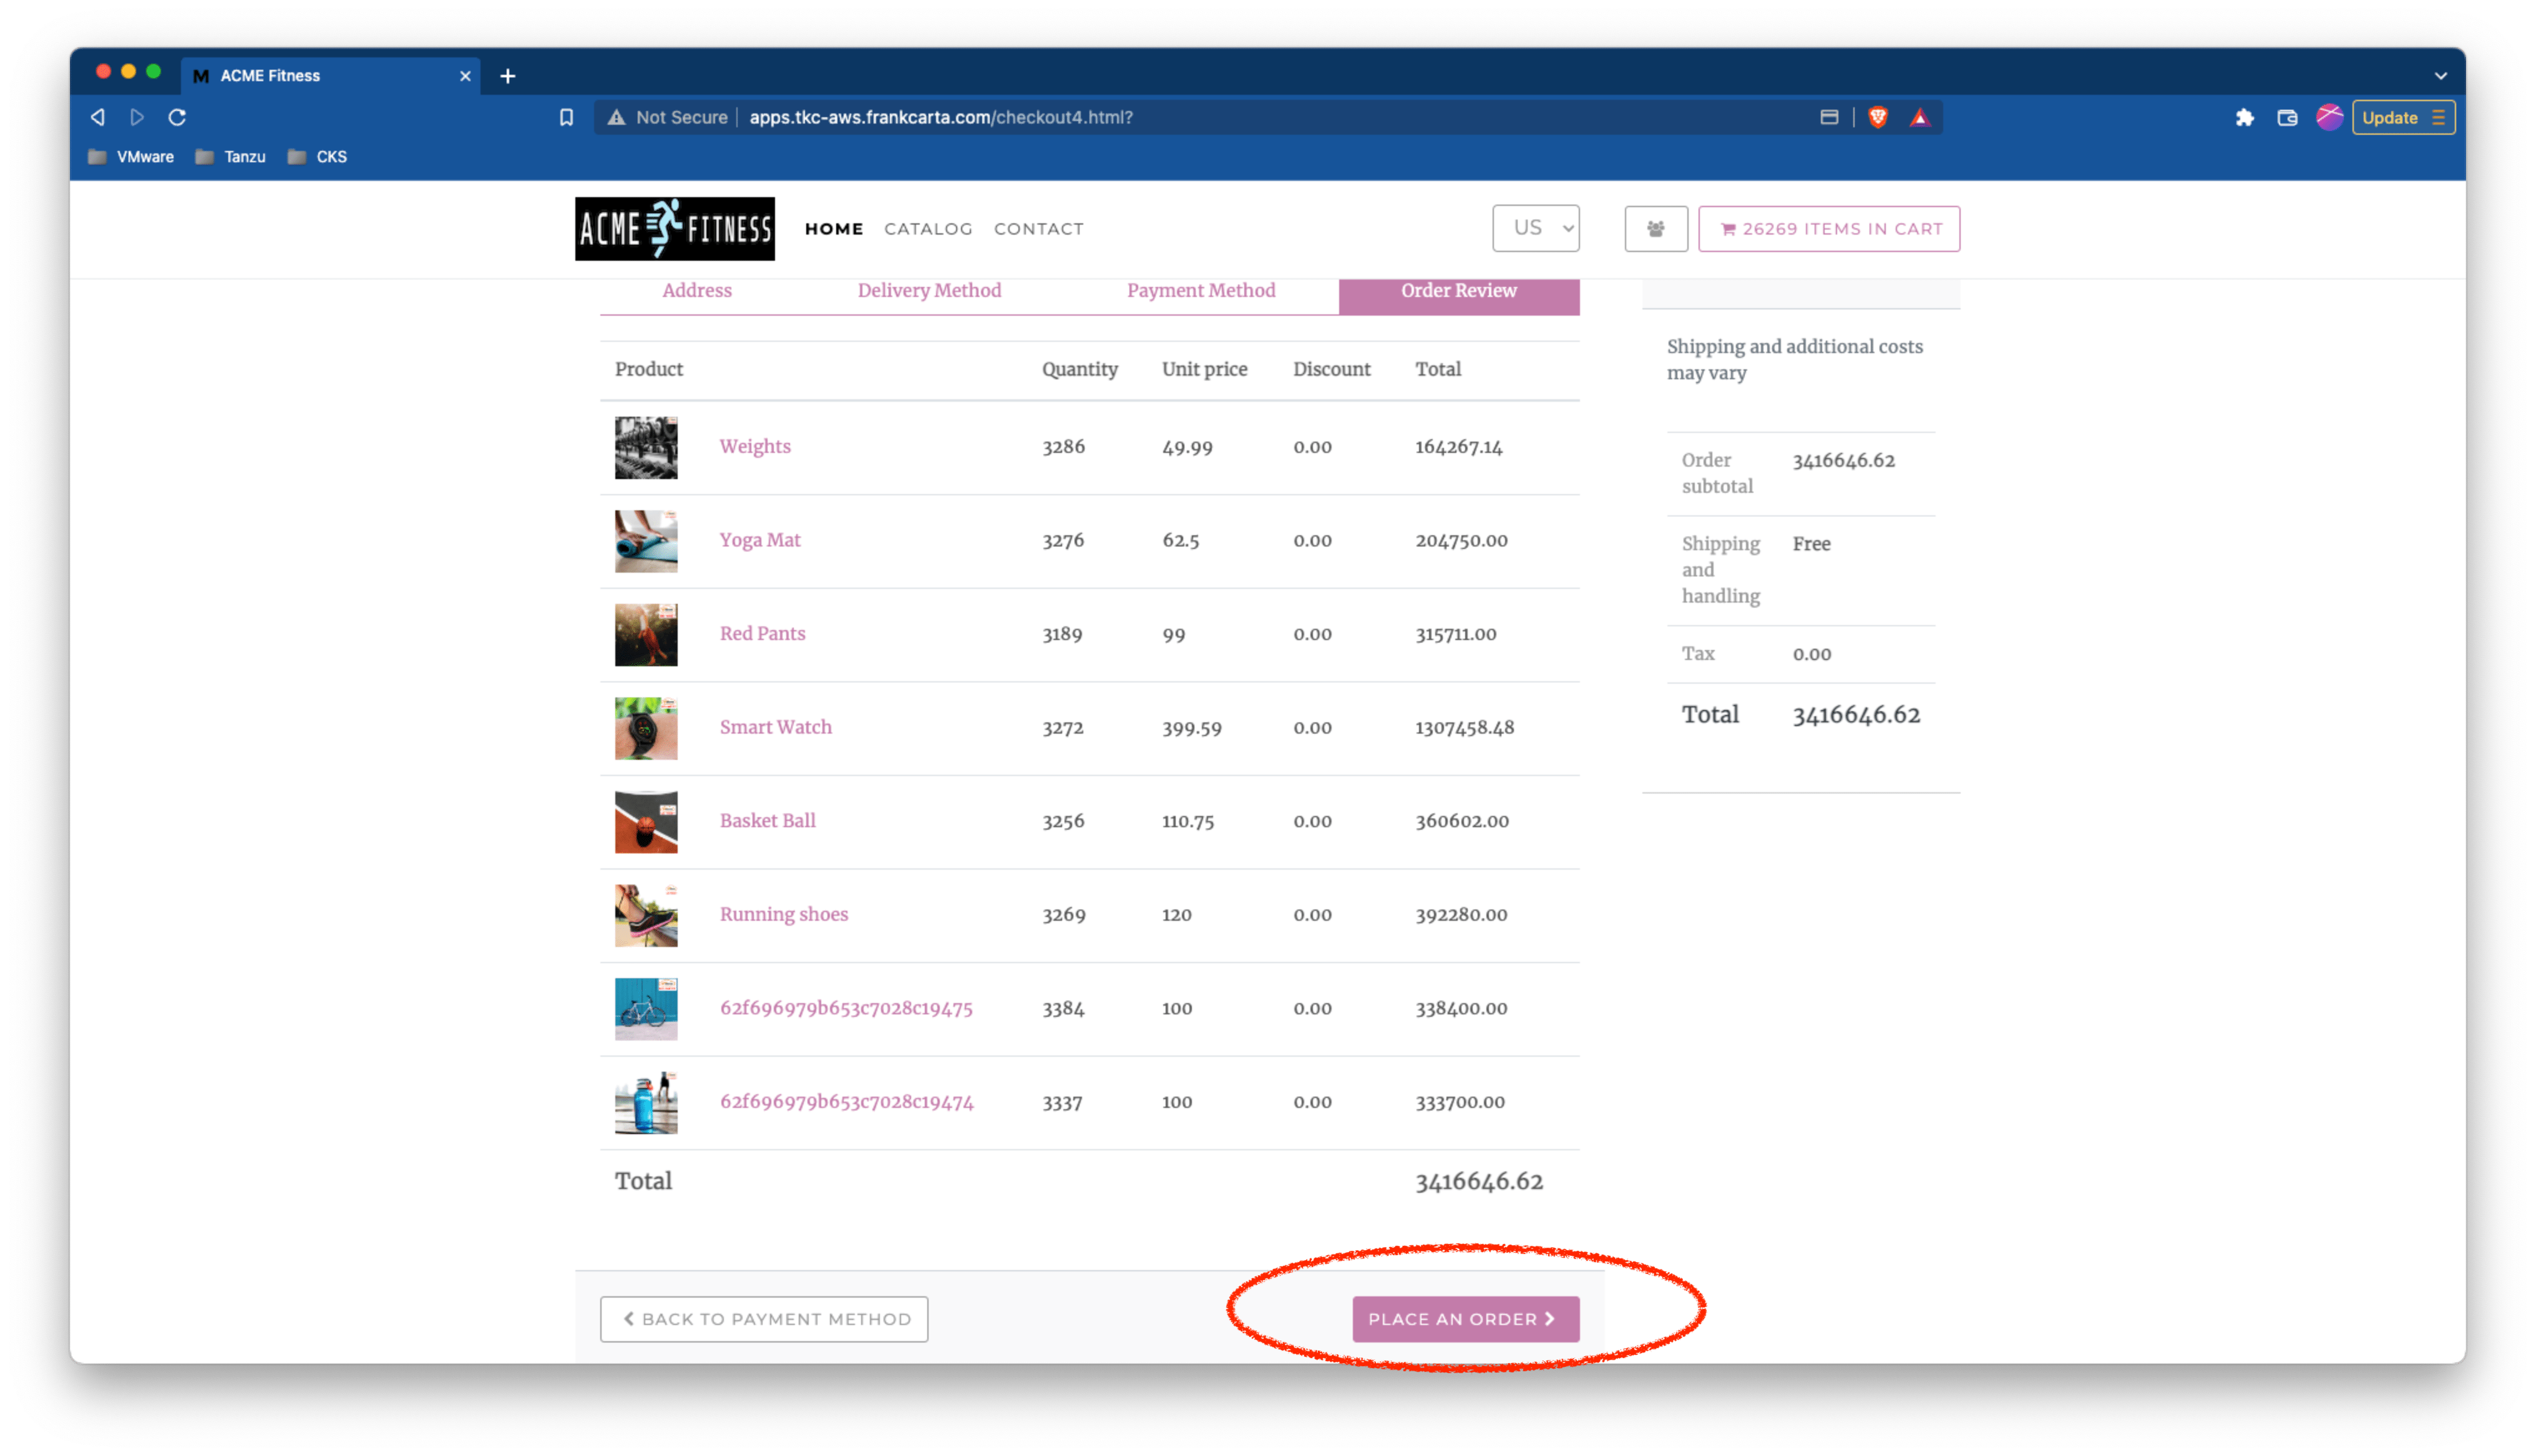 ACME Fitness
Not Secure apps.tkc-aws.frankcarta.com/checkout4.html?
Update
VMware Tanzu CKS
ACME FITNESS
HOME CATALOG CONTACT
US
26269 ITEMS IN CART
Address Delivery Method Payment Method Order Review
Product Quantity Unit price Discount Total
Weights 3286 49.99 0.00 164267.14
Yoga Mat 3276 62.5 0.00 204750.00
Red Pants 3189 99 0.00 315711.00
Smart Watch 3272 399.59 0.00 1307458.48
Basket Ball 3256 110.75 0.00 360602.00
Running shoes 3269 120 0.00 392280.00
62f696979b653c7028c19475 3384 100 0.00 338400.00
62f696979b653c7028c19474 3337 100 0.00 333700.00
Total 3416646.62
BACK TO PAYMENT METHOD
PLACE AN ORDER
Shipping and additional costs
may vary
Order 3416646.62
subtotal
Shipping Free
and
handling
Tax 0.00
Total 3416646.62